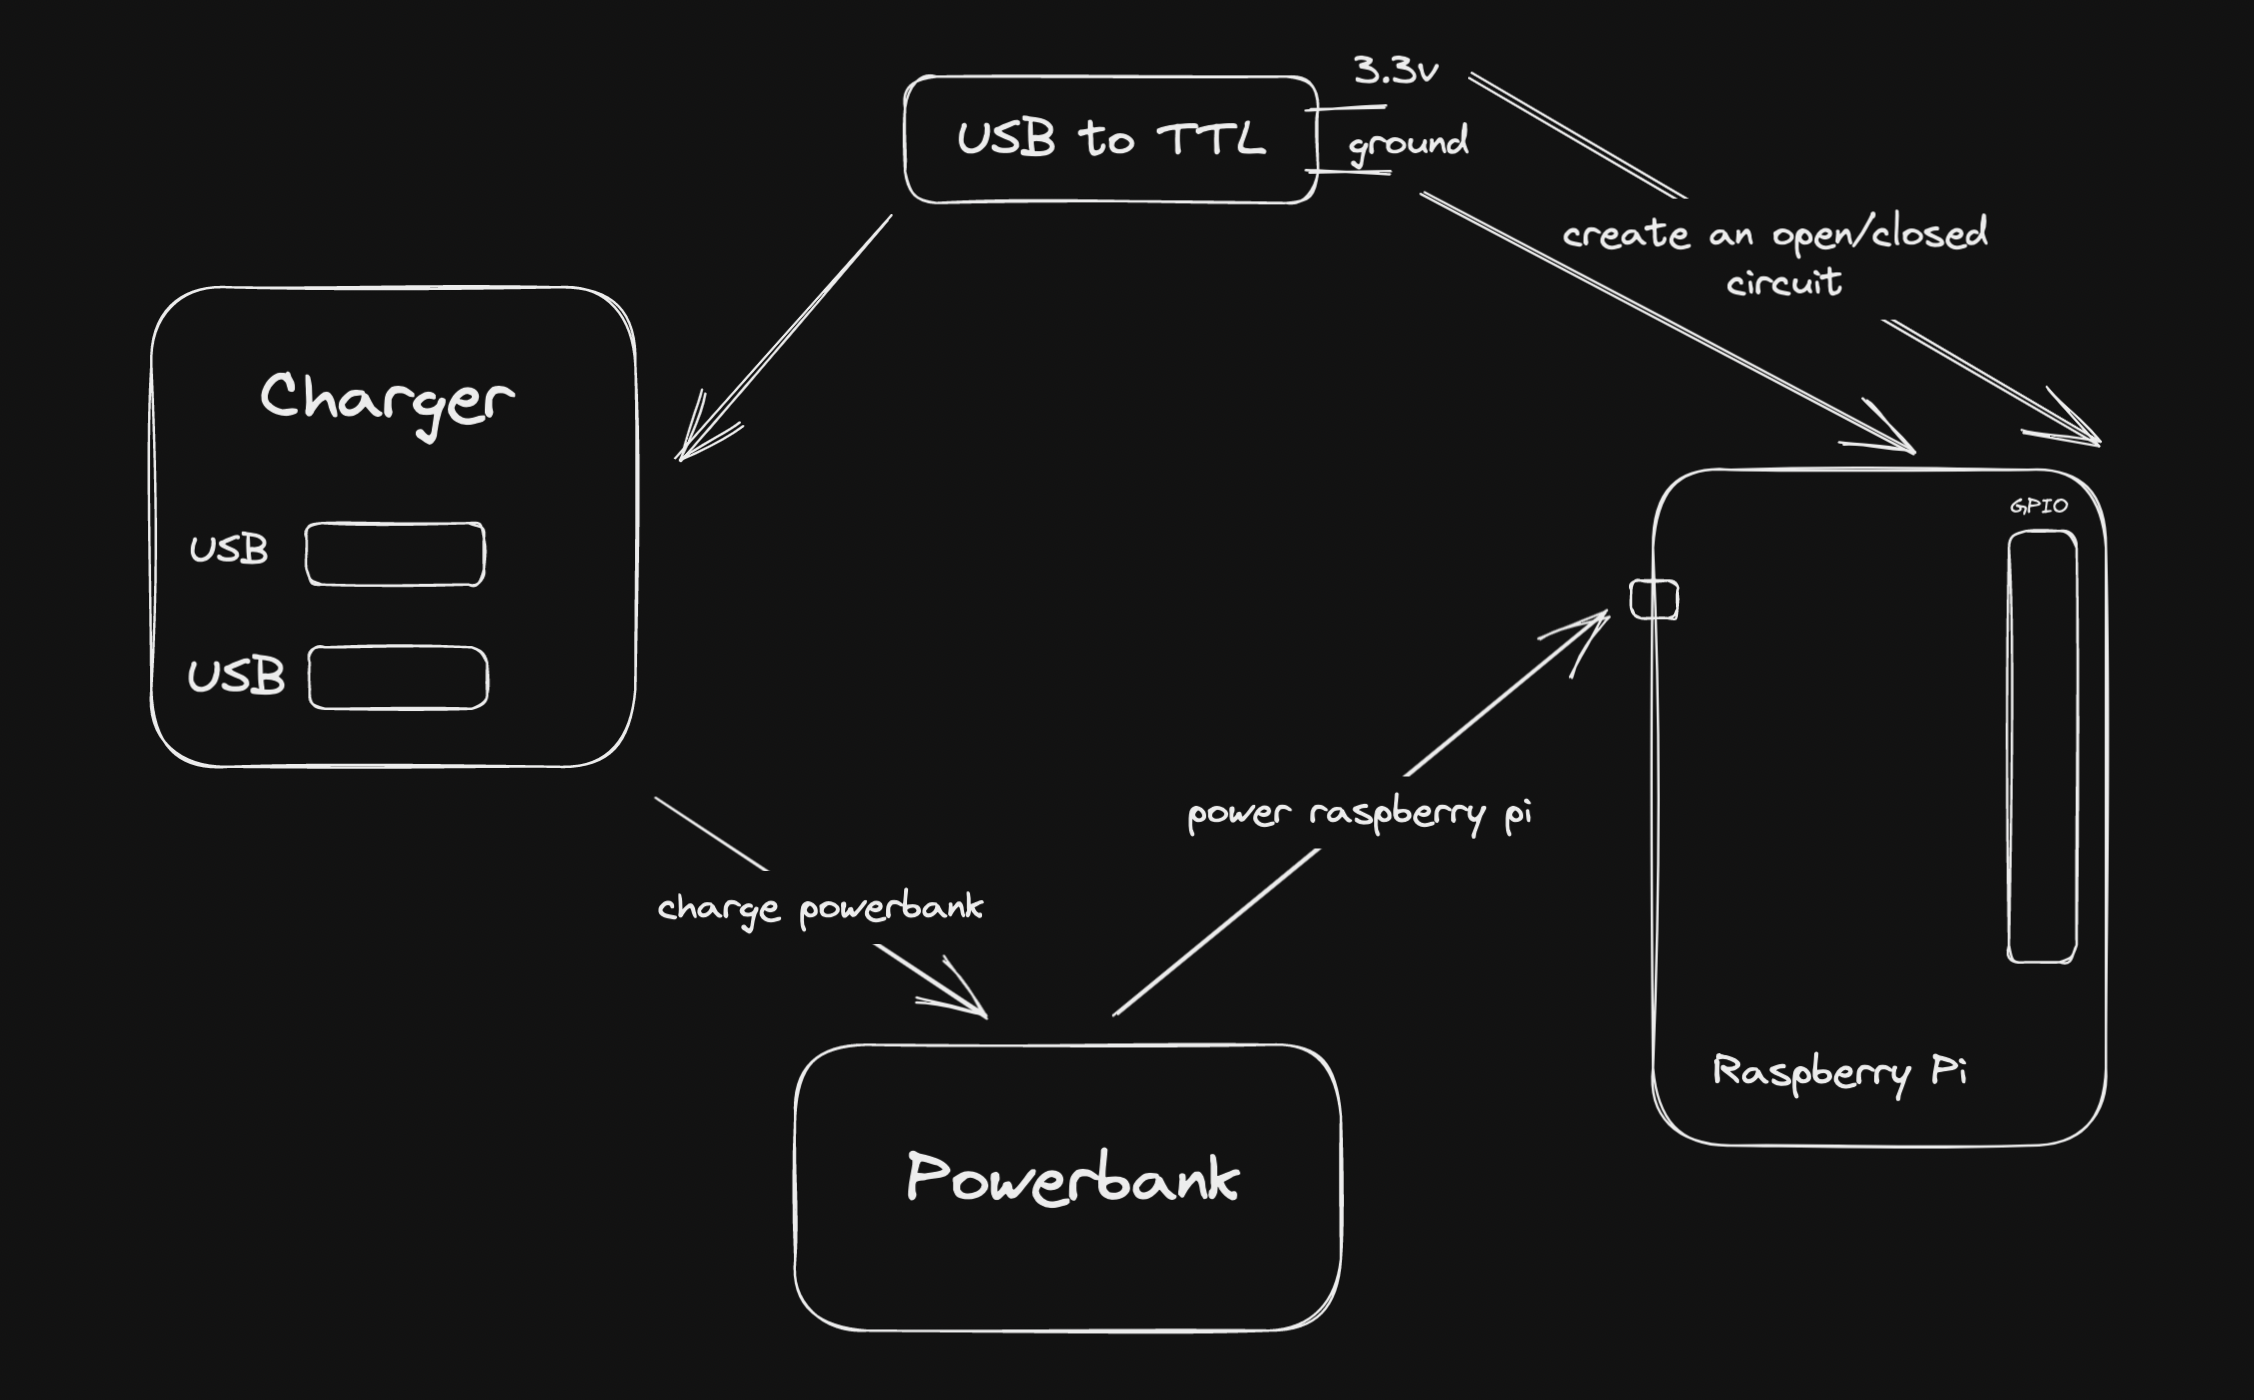 3.3v
USB to TTL
ground
create an open/closed
circuit
Charger
USB
USB
GPIO
power raspberry pi
charge powerbank
Raspberry Pi
Powerbank